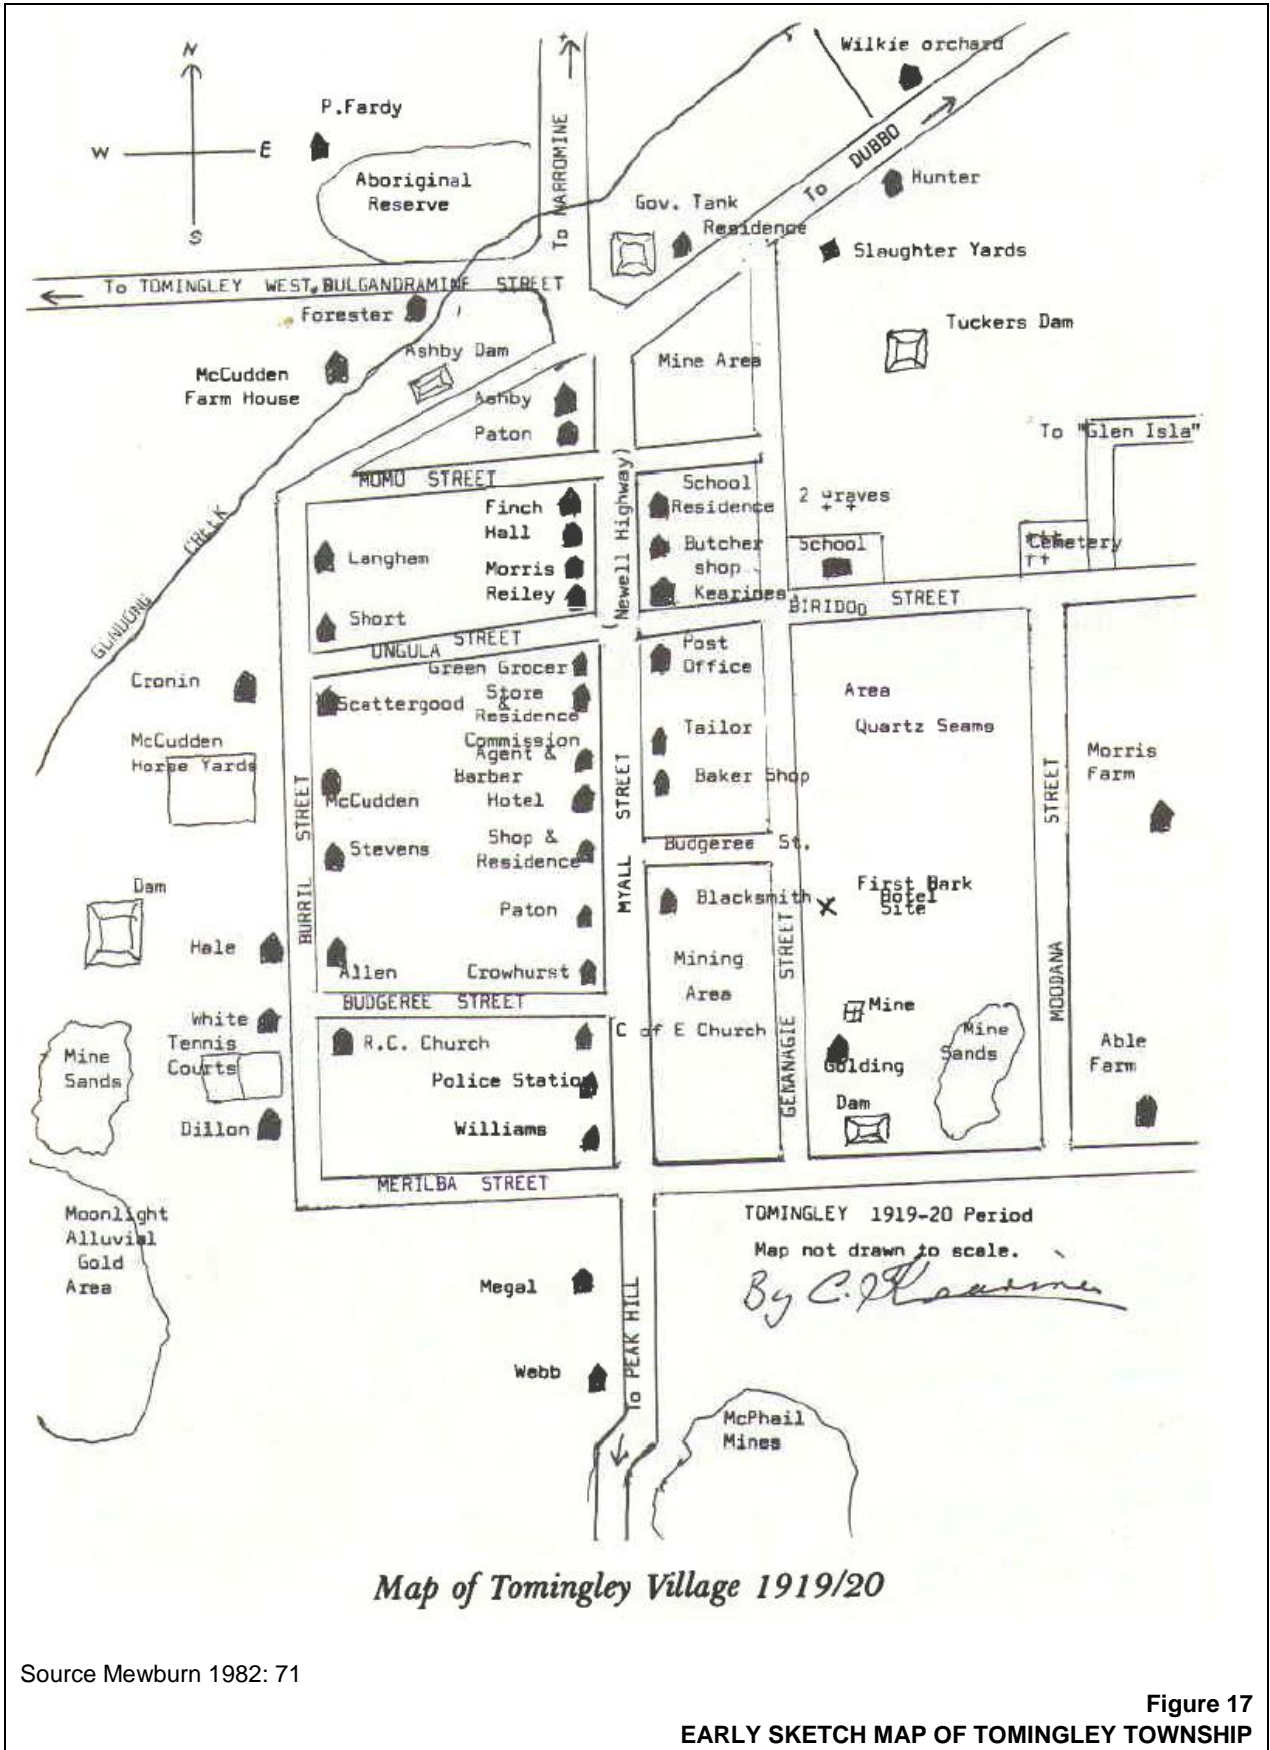 N
W
E
S
P.Fardy
Aboriginal
Reserve
To NARROMINE
Wilkie orchard
To DUBBO
Hunter
Gov. Tank
Residence
Slaughter Yards
To TOMINGLEY WEST, BULGANDRAMINE STREET
Forester
Tuckers Dam
Ashby Dam
McCudden
Farm House
Mine Area
Ashby
Paton
To "Glen Isla"
MOMO STREET
(Newell Highway)
Finch
Hall
Morris
Reiley
School
Residence
Butcher
shop
Kearines.
2 graves
School
Cemetery
Langham
Short
GUNDONG CREEK
BIRIDOO STREET
UNGULA STREET
Green Grocer
Post
Office
Cronin
Scattergood
Store
&
Residence
Area
Quartz Seams
Commission
Agent &
Barber
Tailor
McCudden
Horse Yards
Morris
Farm
Baker Shop
McCudden
Hotel
BURRIL STREET
MYALL STREET
MOODANA STREET
Stevens
Shop &
Residence
Budgeree St.
Dam
Blacksmith
First Bark
Hotel
Site
Paton
Hale
Allen
Crowhurst
Mining
Area
GEMANAGIE STREET
BUDGEREE STREET
White
Tennis
Courts
Mine
Sands
R.C. Church
C of E Church
Mine
Golding
Mine
Sands
Able
Farm
Police Station
Dillon
Williams
Dam
MERILBA STREET
Moonlight
Alluvial
Gold
Area
TOMINGLEY 1919-20 Period
Map not drawn to scale.
Megal
Webb
To PEAK HILL
McPhail
Mines
Map of Tomingley Village 1919/20
Source Mewburn 1982: 71
Figure 17
EARLY SKETCH MAP OF TOMINGLEY TOWNSHIP